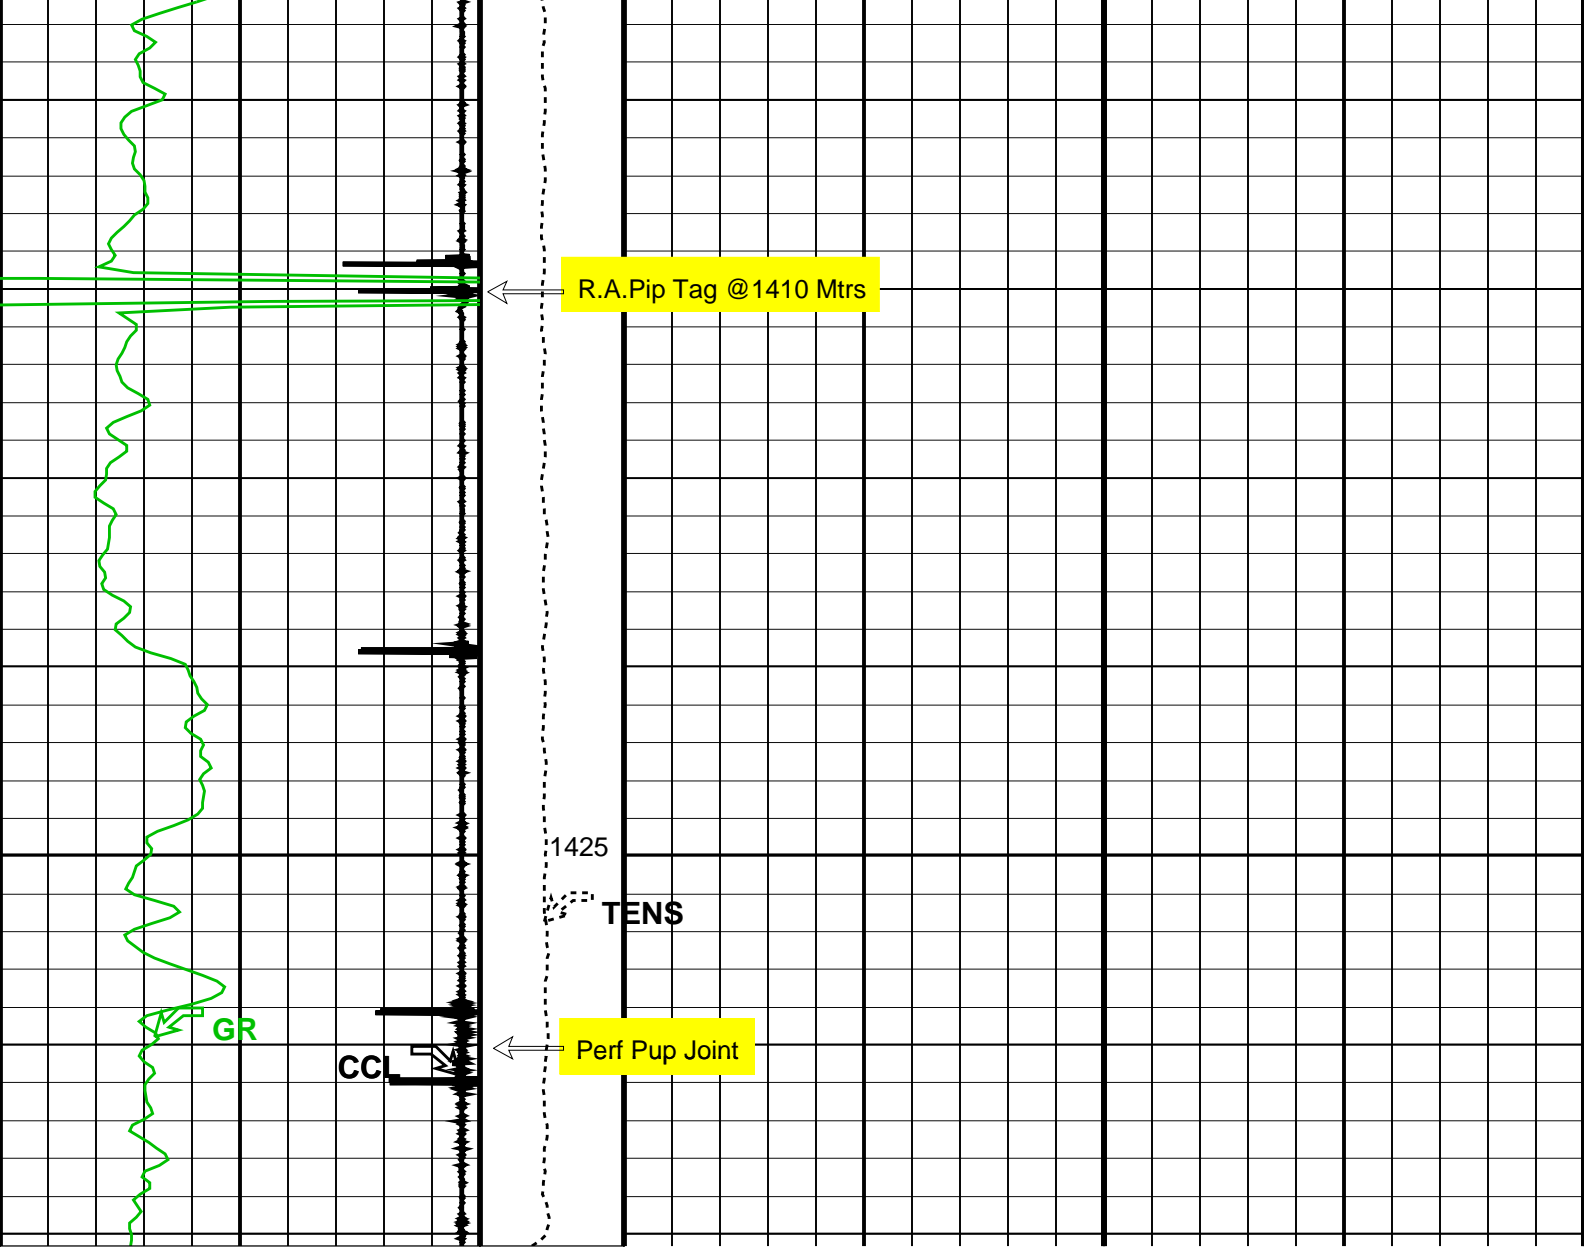 R.A.Pip Tag @1410 Mtrs
1425
TENS
GR
Perf Pup Joint
CCL